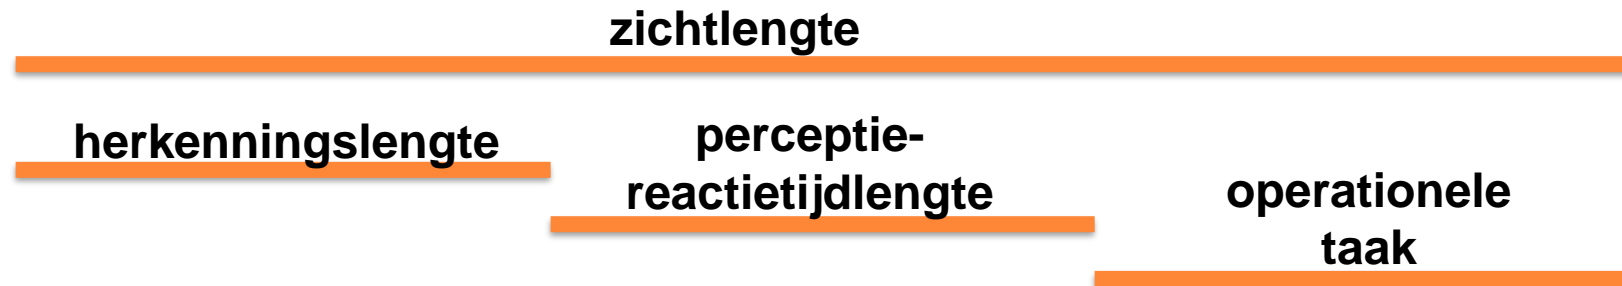 zichtlengte
herkenningslengte
perceptie-
reactietijdlengte
operationele
taak